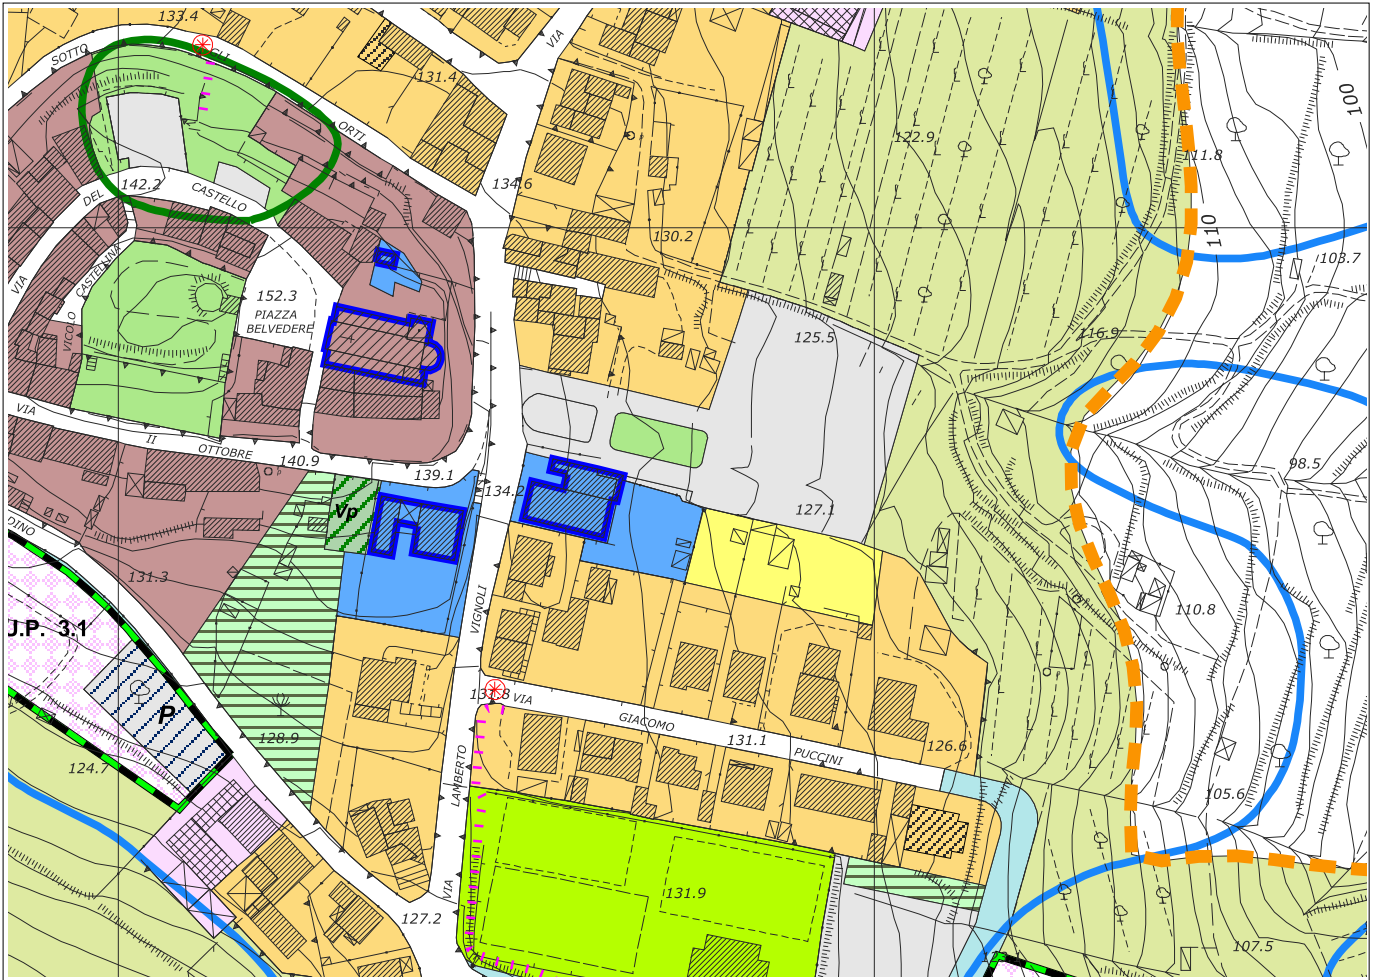 133.4
SOTTO
GLI
ORTI
131.4
VIA
134.6
122.9
111.8
100
110
103.7
142.2
DEL
CASTELLO
VIA
CASTELLINA
VICOLO
152.3
PIAZZA
BELVEDERE
130.2
125.5
116.9
VIA
II
OTTOBRE
140.9
139.1
134.2
127.1
98.5
Vp
DINO
131.3
110.8
U.P. 3.1
VIGNOLI
P
128.9
124.7
VIA
GIACOMO
PUCCINI
131.1
126.6
105.6
LAMBERTO
VIA
127.2
131.9
107.5